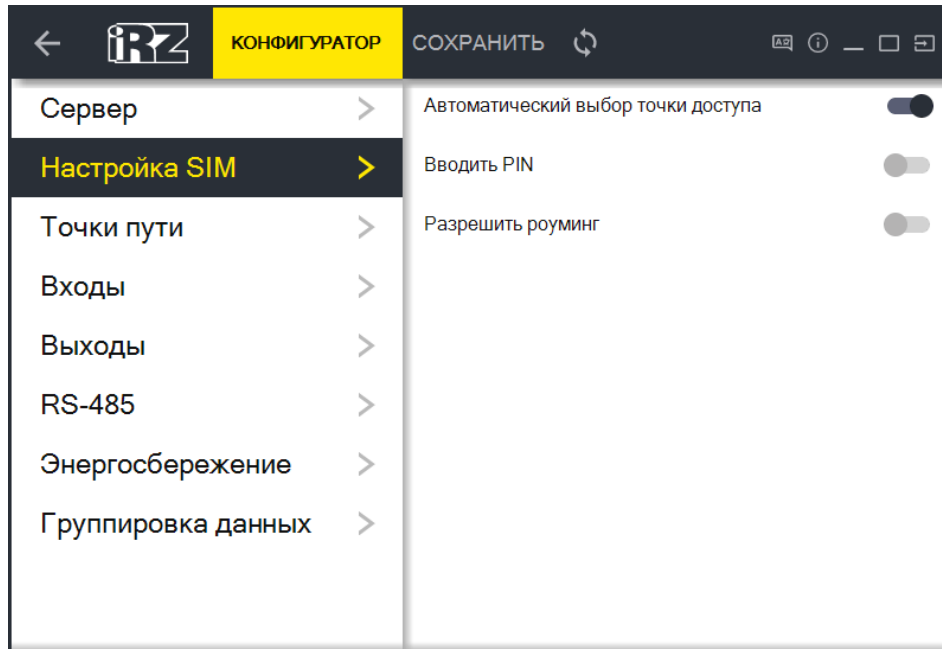 iRZ КОНФИГУРАТОР СОХРАНИТЬ
Сервер
Автоматический выбор точки доступа
Настройка SIM
Вводить PIN
Точки пути
Разрешить роуминг
Входы
Выходы
RS-485
Энергосбережение
Группировка данных